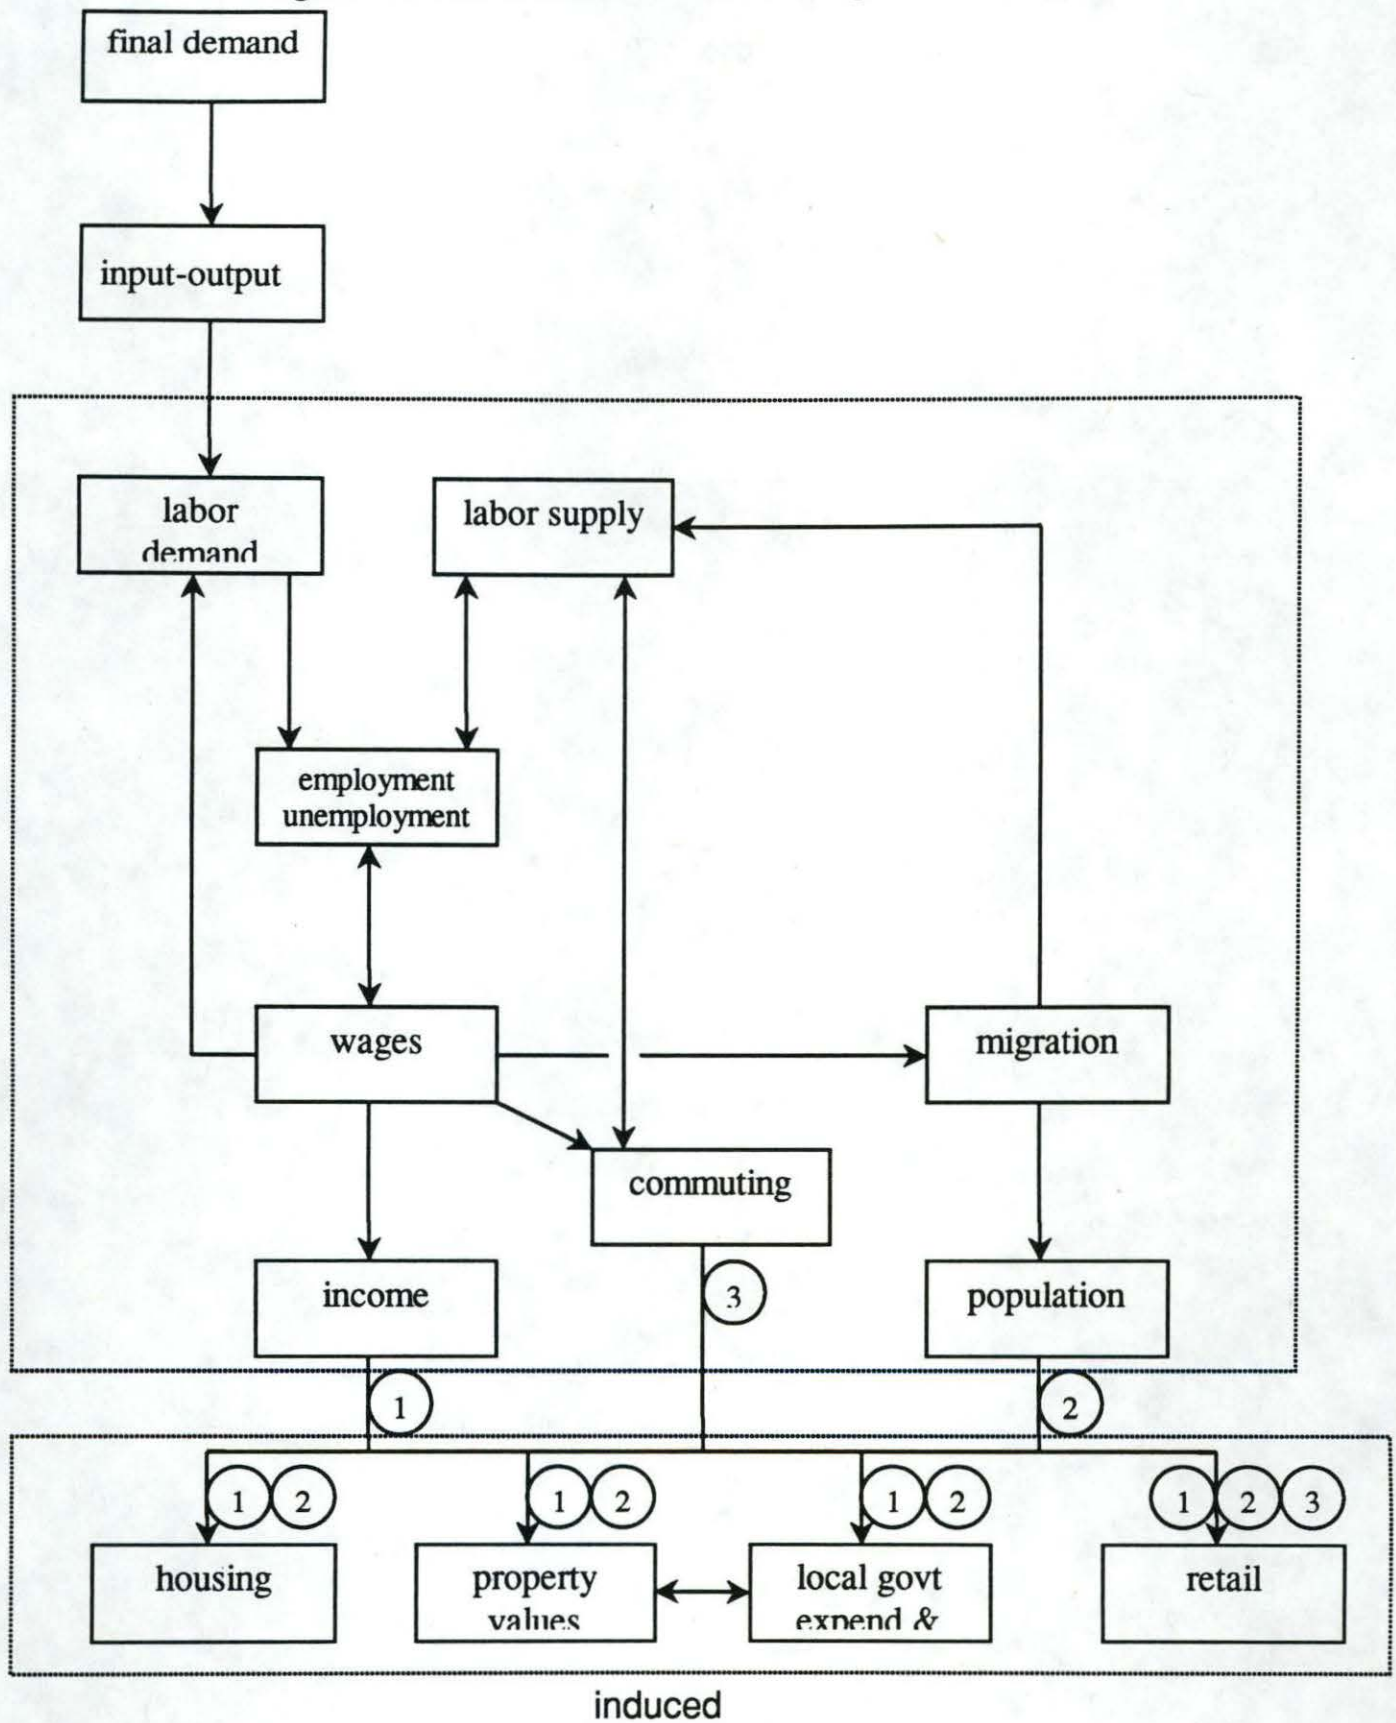 final demand
input-output
labor
demand
labor supply
employment
unemployment
wages
migration
commuting
income
3
population
1
2
1 2
1 2
1 2
1 2 3
housing
property
values
local govt
expend &
retail
induced